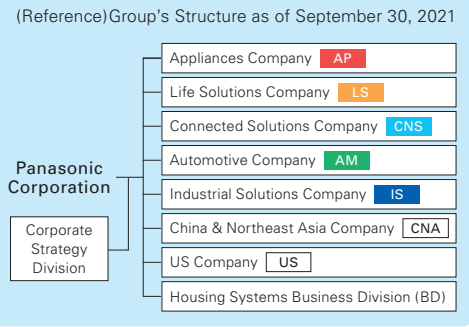 (Reference)Group's Structure as of September 30, 2021
Appliances Company AP
Life Solutions Company LS
Connected Solutions Company CNS
Automotive Company AM
Panasonic
Corporation
Industrial Solutions Company IS
Corporate
Strategy
Division
China & Northeast Asia Company CNA
US Company US
Housing Systems Business Division (BD)